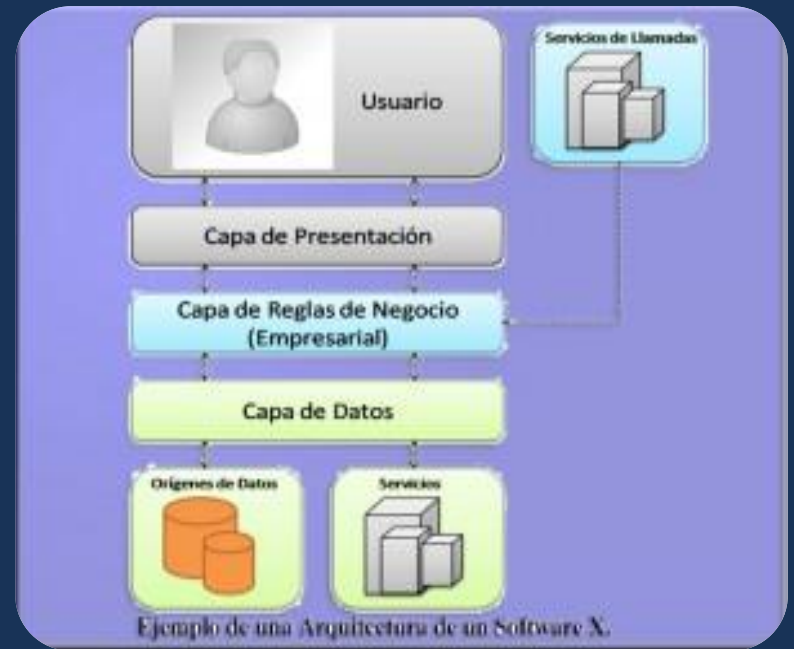 Servicios de Llamadas
Usuario
Capa de Presentación
Capa de Reglas de Negocio
(Empresarial)
Capa de Datos
Orígenes de Datos
Servicios
Ejemplo de una Arquitectura de un Software X.